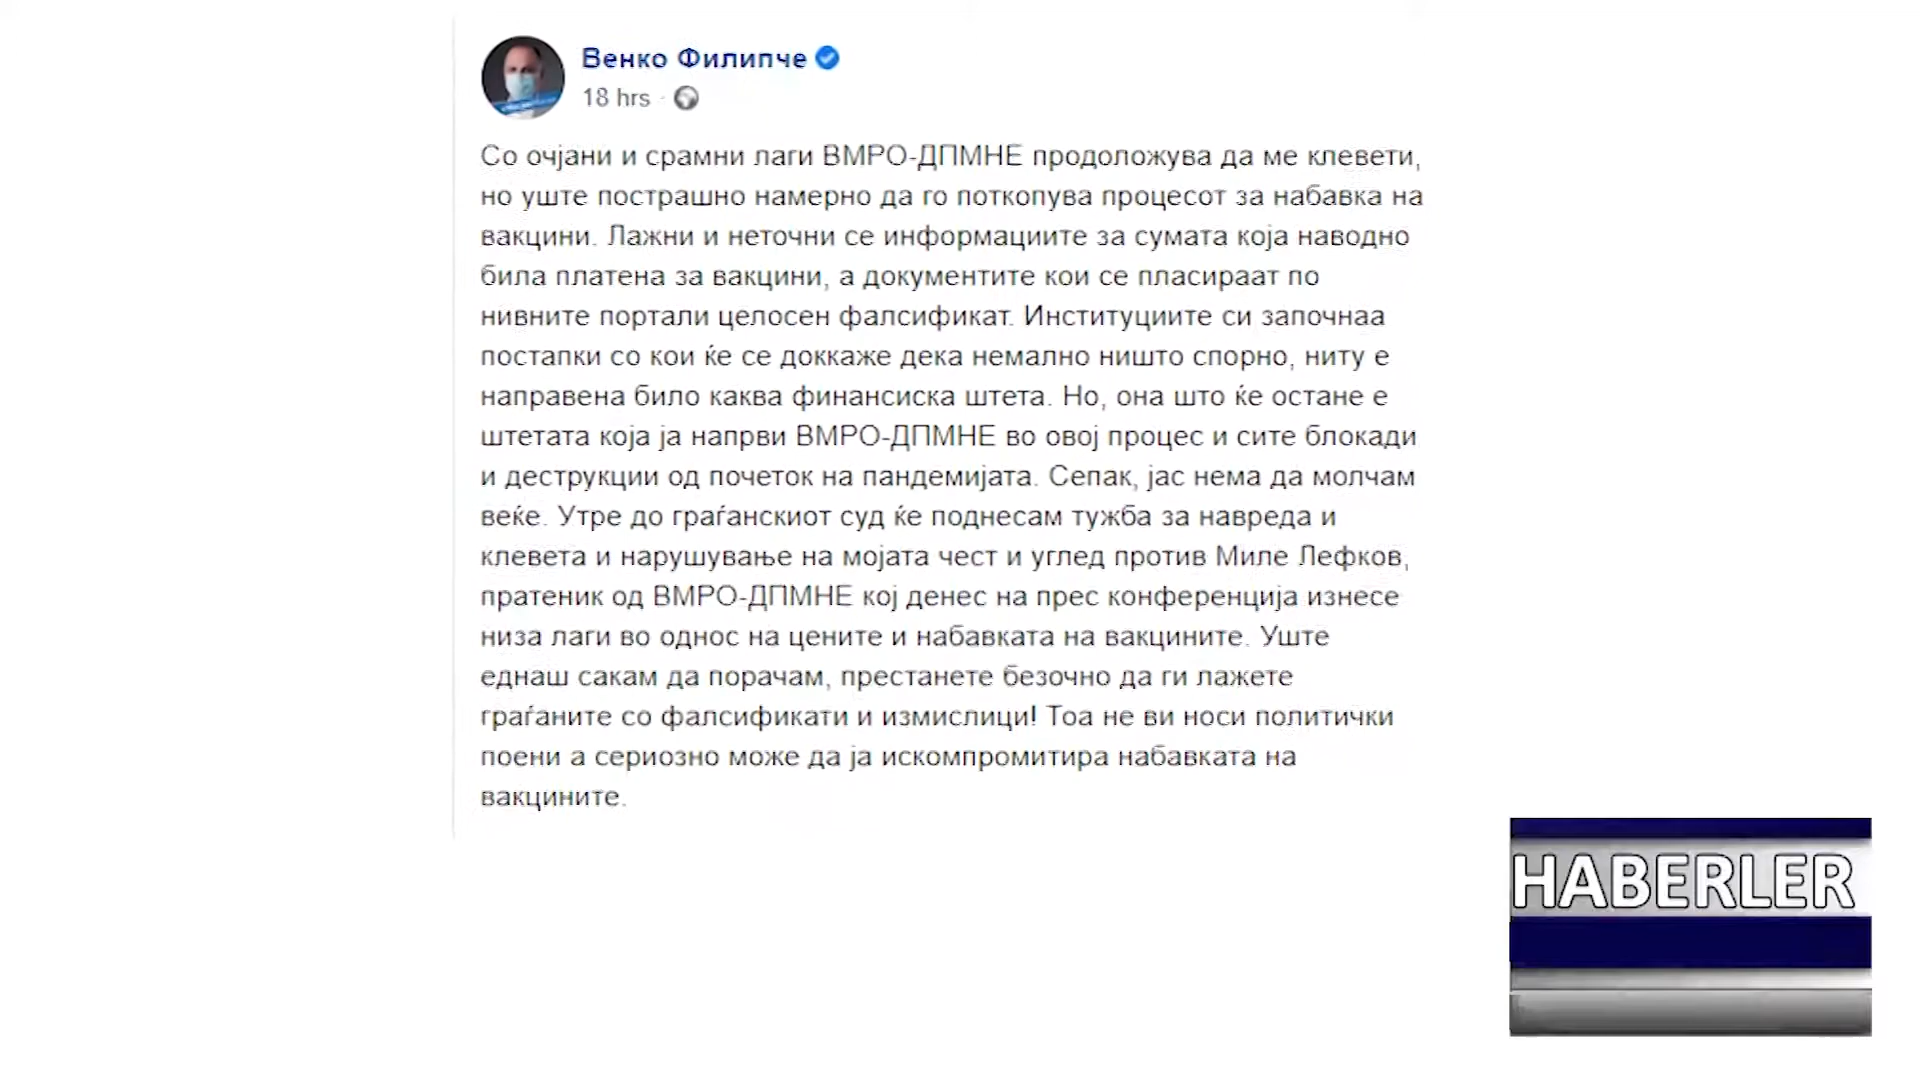 Венко Филипче
18 hrs ·
Со очјани и срамни лаги ВМРО-ДПМНЕ продоложува да ме клевети,
но уште пострашно намерно да го поткопува процесот за набавка на
вакцини. Лажни и неточни се информациите за сумата која наводно
била платена за вакцини, а документите кои се пласираат по
нивните портали целосен фалсификат. Институциите си започнаа
постапки со кои ќе се доккаже дека немално ништо спорно, ниту е
направена било каква финансиска штета. Но, она што ќе остане е
штетата која ја напрви ВМРО-ДПМНЕ во овој процес и сите блокади
и деструкции од почеток на пандемијата. Сепак, јас нема да молчам
веќе. Утре до граѓанскиот суд ќе поднесам тужба за навреда и
клевета и нарушување на мојата чест и углед против Миле Лефков,
пратеник од ВМРО-ДПМНЕ кој денес на прес конференција изнесе
низа лаги во однос на цените и набавката на вакцините. Уште
еднаш сакам да порачам, престанете безочно да ги лажете
граѓаните со фалсификати и измислици! Тоа не ви носи политички
поени а сериозно може да ја искомпромитира набавката на
вакцините.
HABERLER